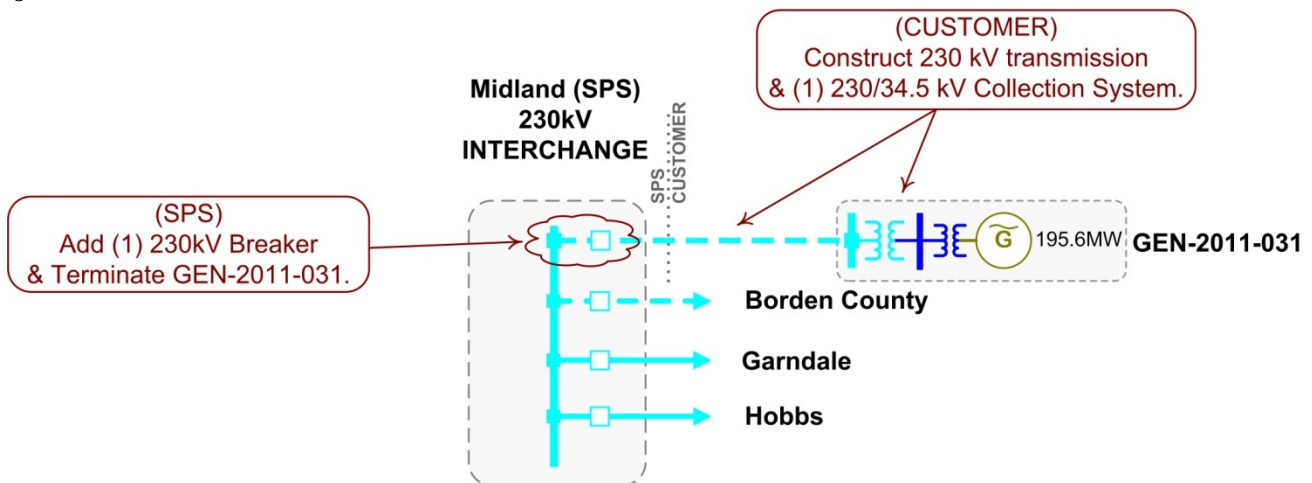 (CUSTOMER)
Construct 230 kV transmission
& (1) 230/34.5 kV Collection System.
Midland (SPS)
230kV
INTERCHANGE
SPS
CUSTOMER
(SPS)
Add (1) 230kV Breaker
& Terminate GEN-2011-031.
G
195.6MW
GEN-2011-031
Borden County
Garndale
Hobbs